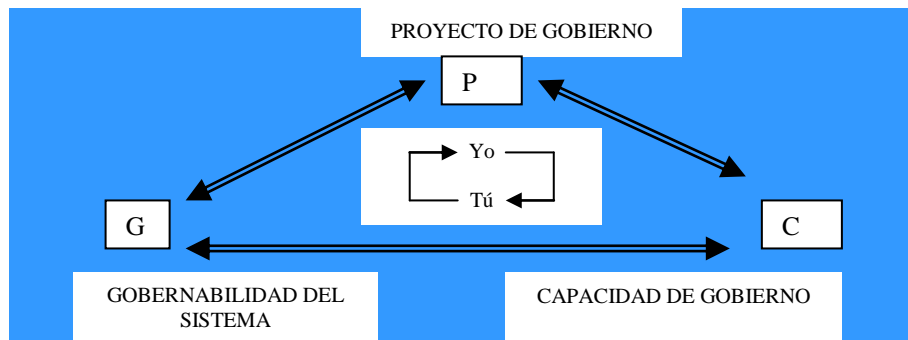 PROYECTO DE GOBIERNO
P
Yo
Tú
G
C
GOBERNABILIDAD DEL
SISTEMA
CAPACIDAD DE GOBIERNO